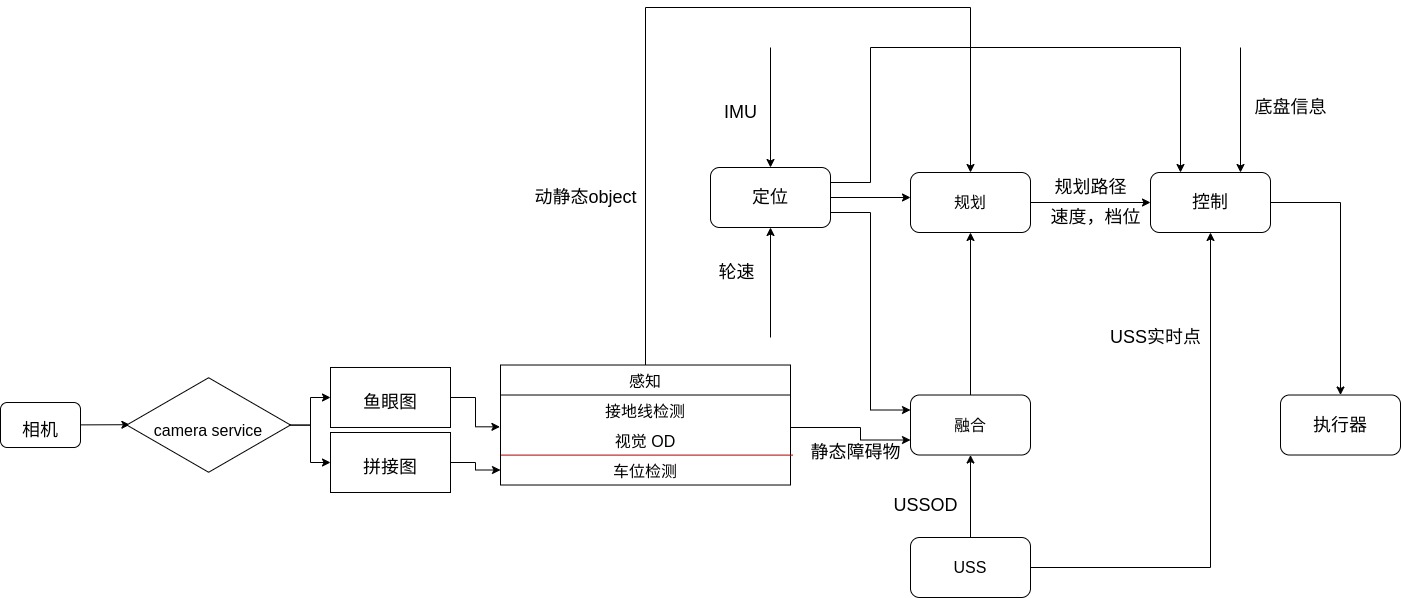 IMU
底盘信息
动静态object
定位
规划
规划路径
速度，档位
控制
轮速
USS实时点
相机
camera service
鱼眼图
拼接图
感知
接地线检测
视觉 OD
车位检测
静态障碍物
融合
执行器
USSOD
USS